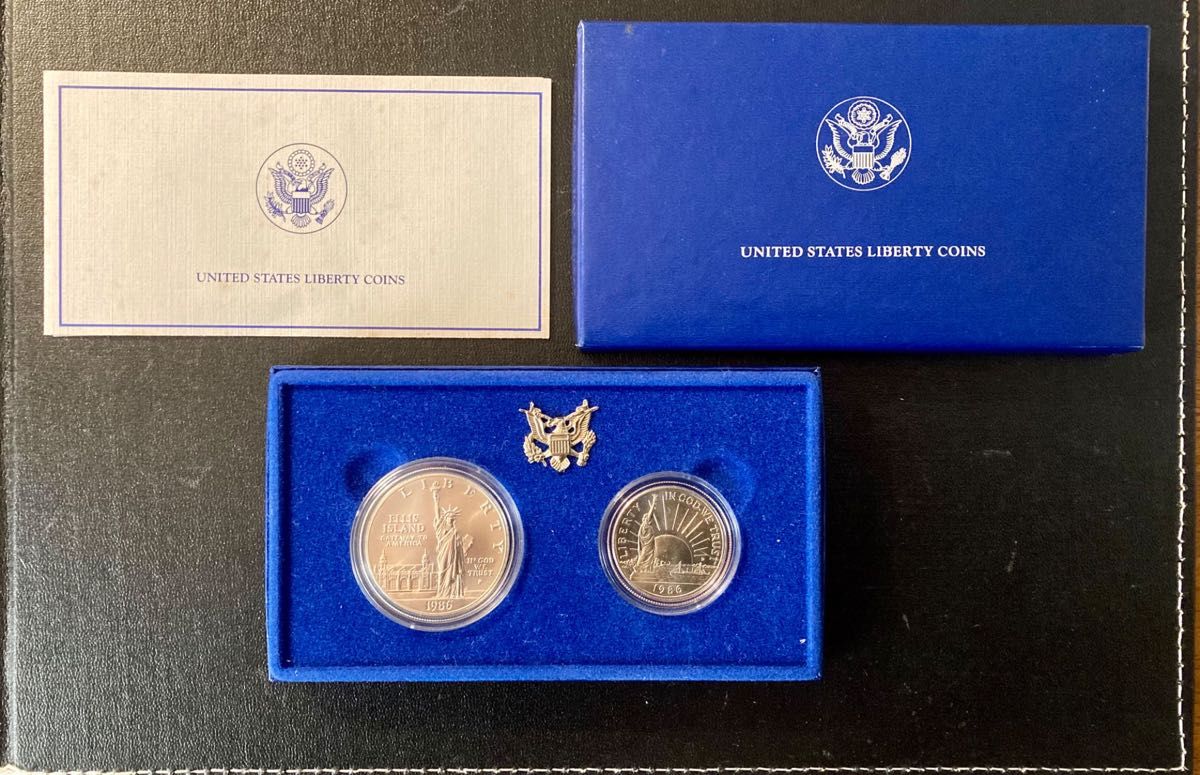 UNITED STATES LIBERTY COINS
UNITED STATES LIBERTY COINS
LIBERTY
ELLIS
ISLAND
GATEWAY TO
AMERICA
IN GOD
WE
TRUST
P
1986
LIBERTY
IN GOD WE TRUST
1986